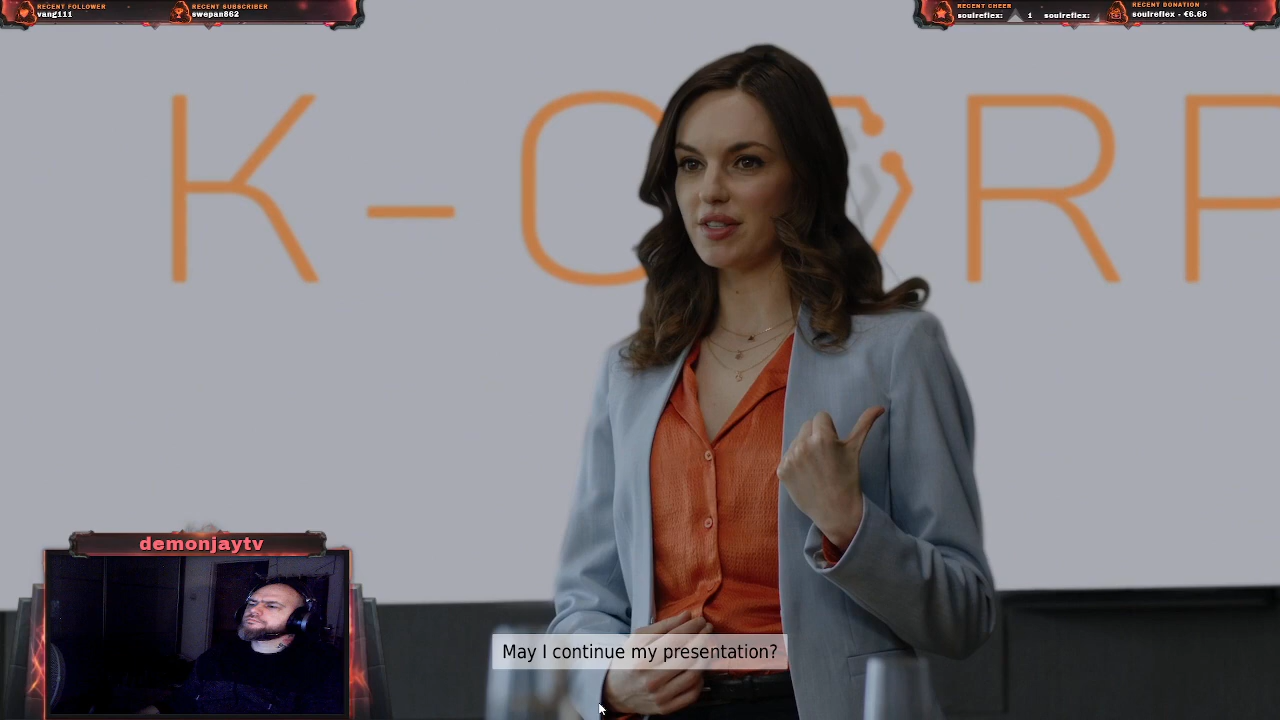 RECENT FOLLOWER
vang111
RECENT SUBSCRIBER
swepan862
RECENT CHEER
soulreflex: 1 soulreflex:
RECENT DONATION
soulreflex - €6.66
K-CORP
demonjaytv
May I continue my presentation?